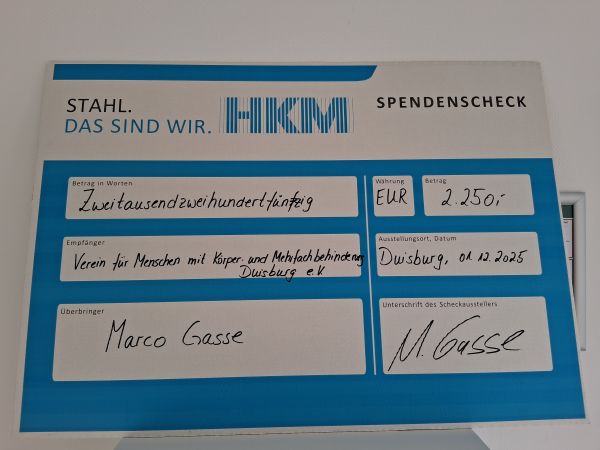 STAHL.
DAS SIND WIR.
HKM
SPENDENSCHECK
Betrag in Worten
Zweitausendzweihundertfünfzig
Währung
EUR
Betrag
2.250,-
Empfänger
Verein für Menschen mit Körper- und Mehrfachbehinderung
Duisburg e.V.
Ausstellungsort, Datum
Duisburg, 01.12.2025
Überbringer
Marco Gasse
Unterschrift des Scheckausstellers
M. Gasse